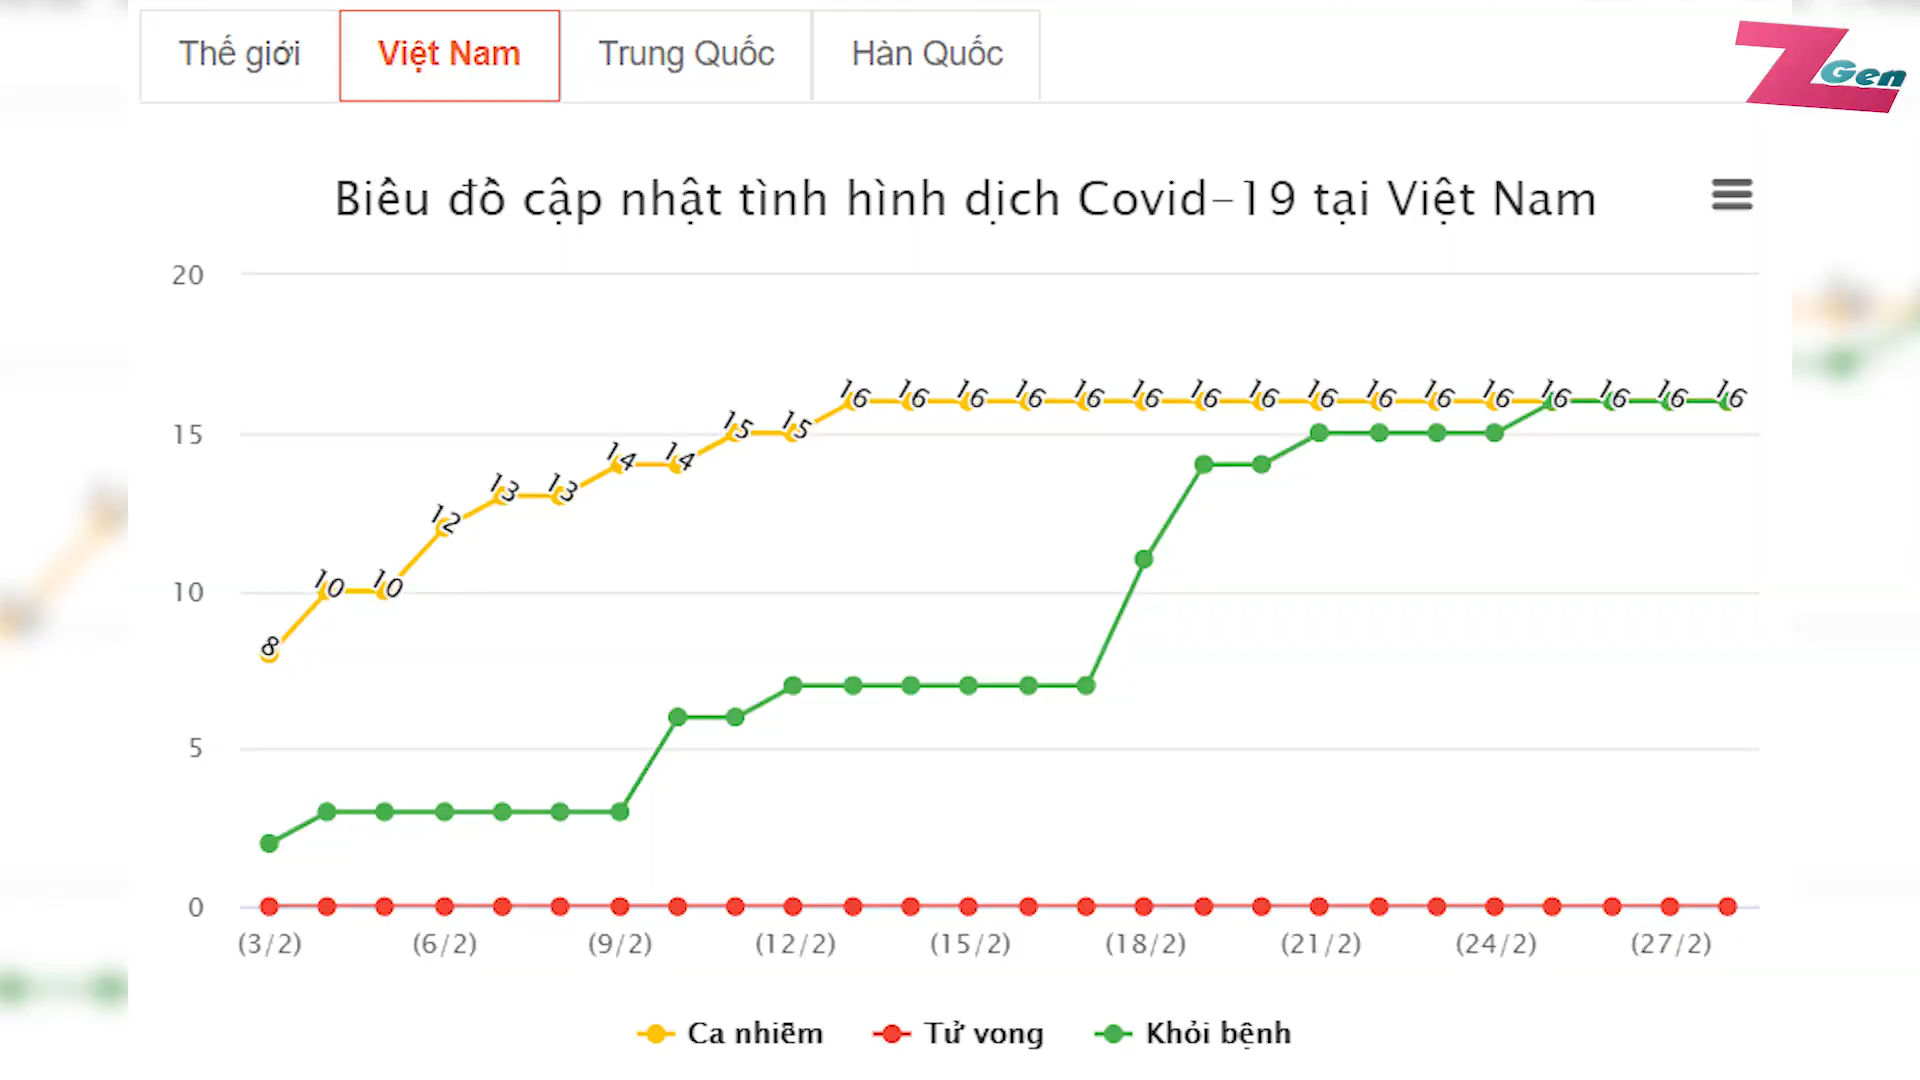 Thế giới Việt Nam Trung Quốc Hàn Quốc
Z Gen
Biểu đồ cập nhật tình hình dịch Covid-19 tại Việt Nam
20
15
10
5
0
8 10 10 12 13 13 14 14 15 15 16 16 16 16 16 16 16 16 16 16 16 16 16 16 16 16
(3/2) (6/2) (9/2) (12/2) (15/2) (18/2) (21/2) (24/2) (27/2)
Ca nhiễm Tử vong Khỏi bệnh